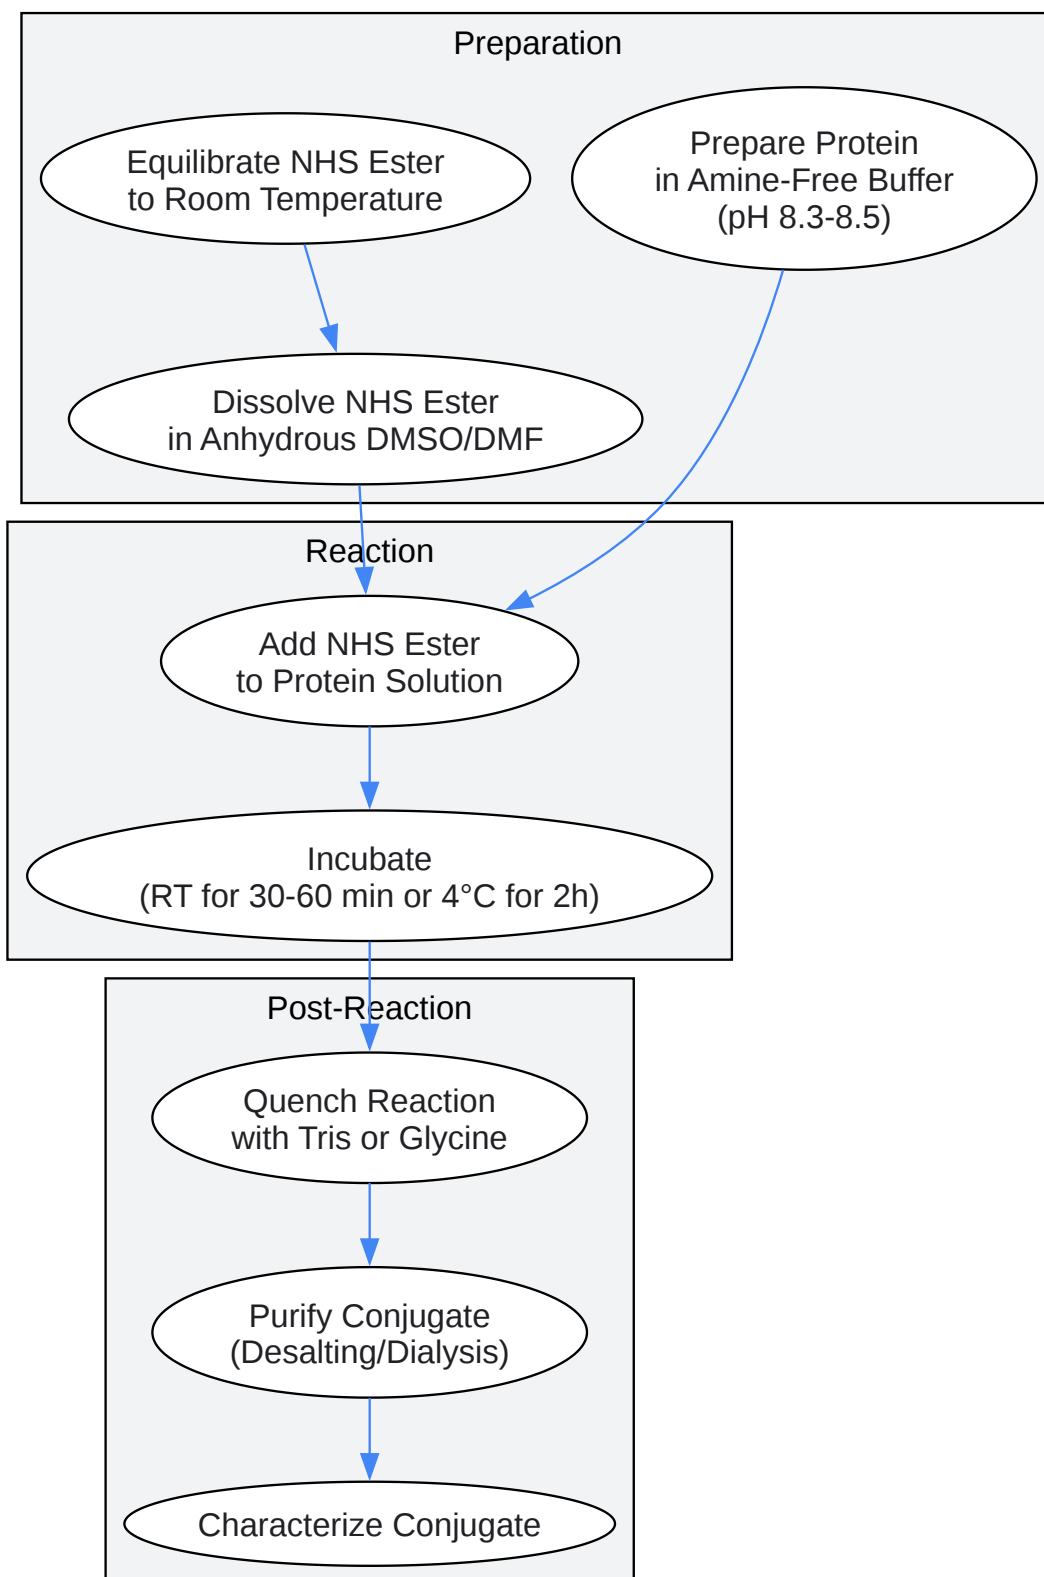 Preparation
Equilibrate NHS Ester
to Room Temperature
Prepare Protein
in Amine-Free Buffer
(pH 8.3-8.5)
Dissolve NHS Ester
in Anhydrous DMSO/DMF
Reaction
Add NHS Ester
to Protein Solution
Incubate
(RT for 30-60 min or 4°C for 2h)
Post-Reaction
Quench Reaction
with Tris or Glycine
Purify Conjugate
(Desalting/Dialysis)
Characterize Conjugate